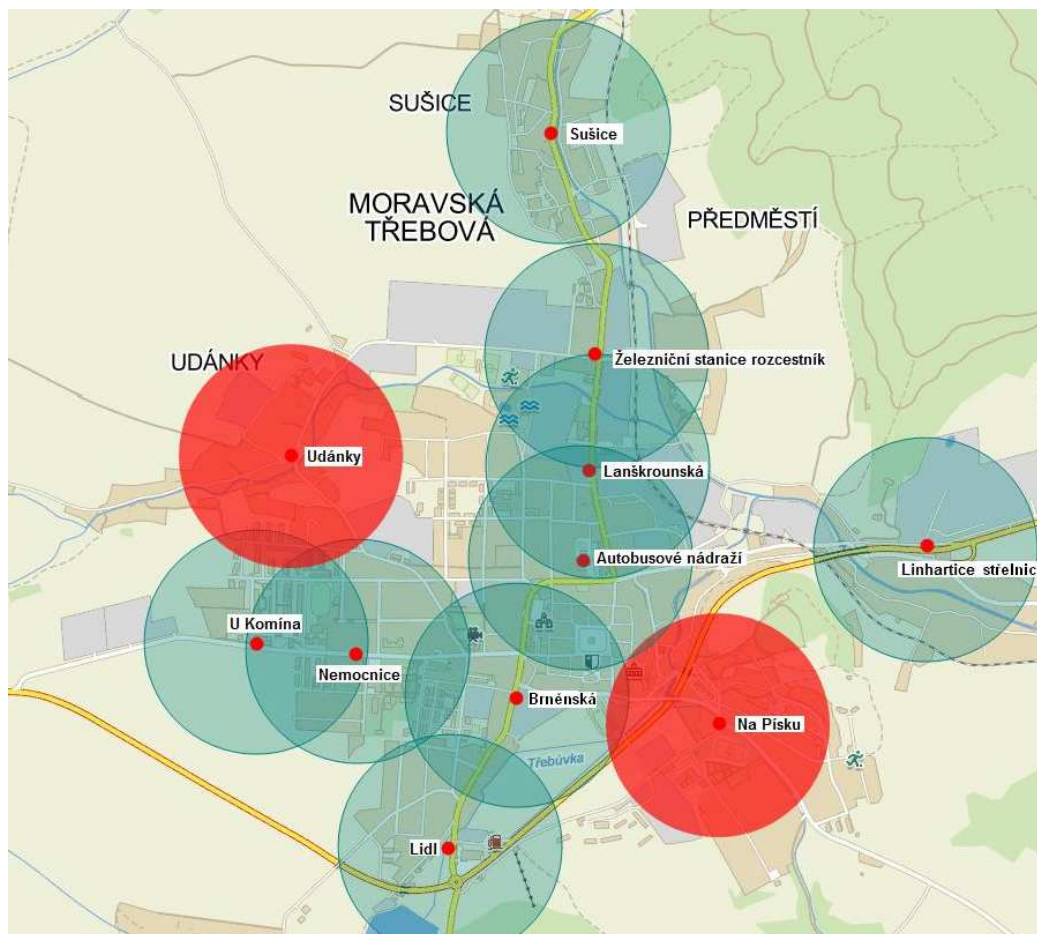 SUŠICE
Sušice
MORAVSKÁ
TŘEBOVÁ
PŘEDMĚSTÍ
UDÁNKY
Železniční stanice rozcestník
Udánky
Lanškrounská
Autobusové nádraží
Linhartice střelnic
U Komína
Nemocnice
Brněnská
Na Písku
Třebůvka
Lidl